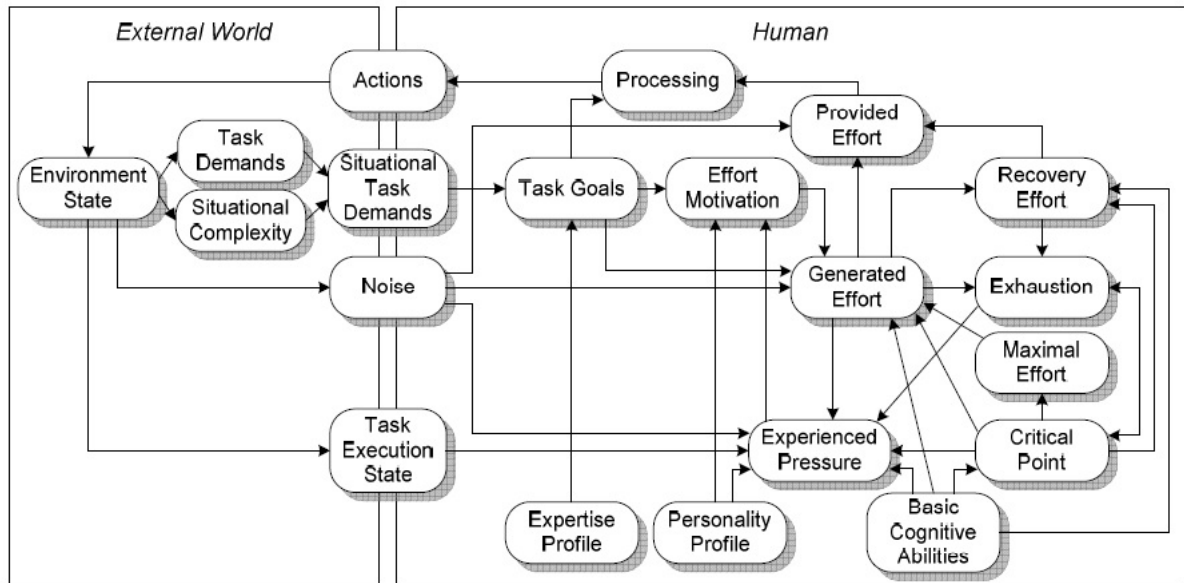 External World
Human
Actions
Processing
Provided
Effort
Task
Demands
Situational
Task
Demands
Environment
State
Situational
Complexity
Task Goals
Effort
Motivation
Recovery
Effort
Noise
Generated
Effort
Exhaustion
Maximal
Effort
Task
Execution
State
Experienced
Pressure
Critical
Point
Expertise
Profile
Personality
Profile
Basic
Cognitive
Abilities